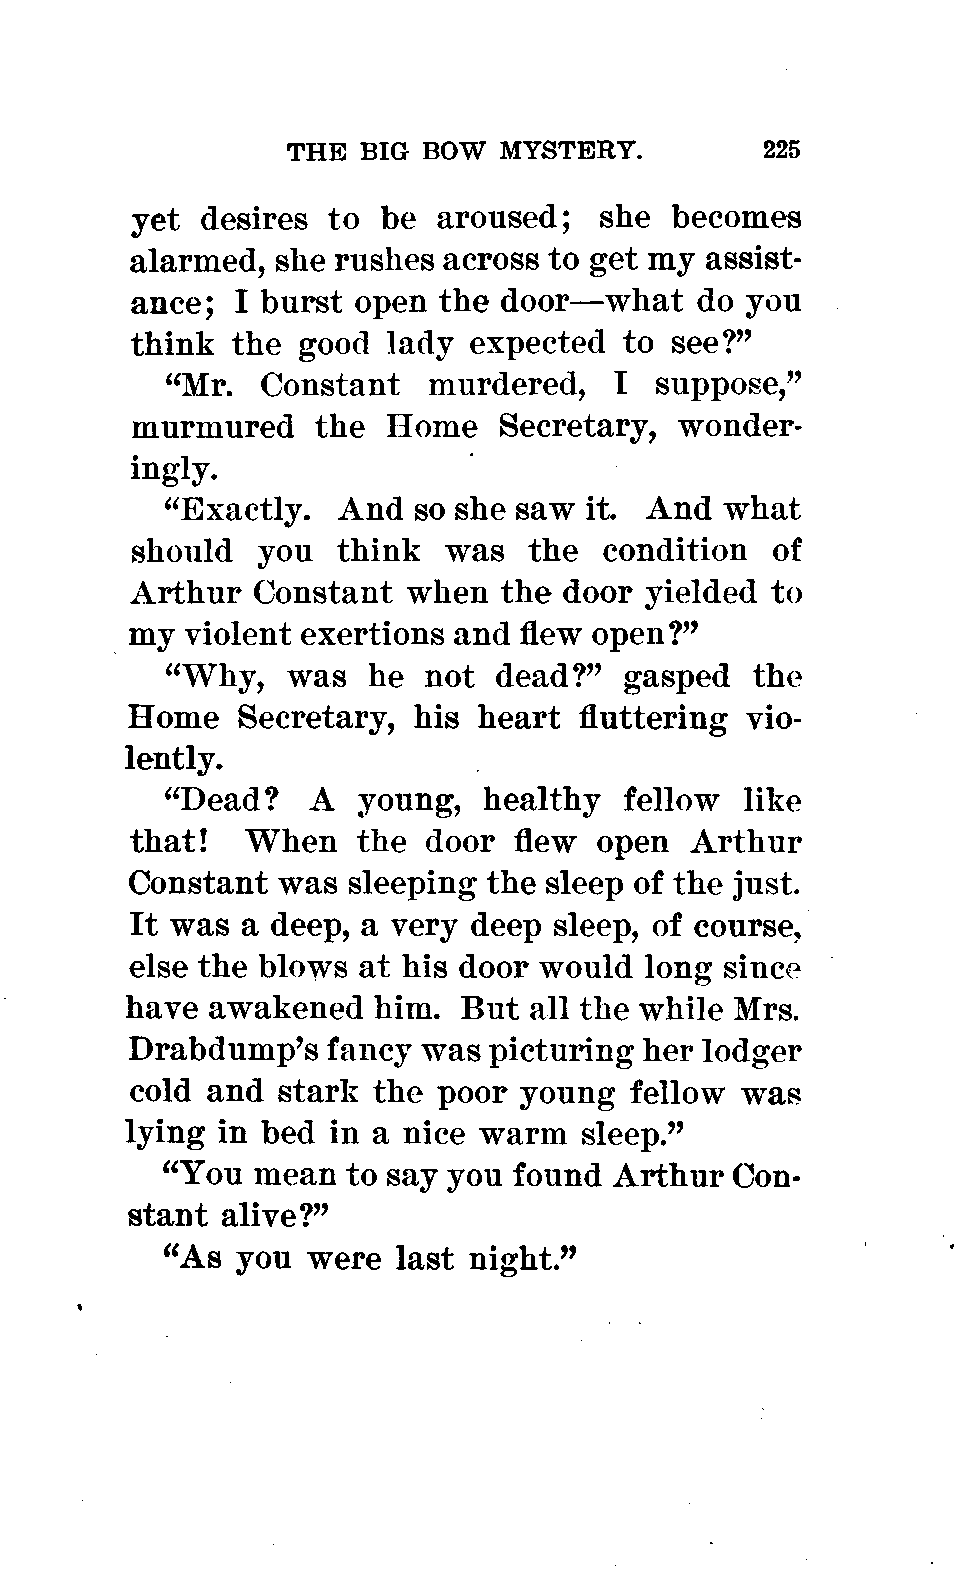 THE BIG BOW MYSTERY. 225
yet desires to be aroused; she becomes
alarmed, she rushes across to get my assist-
ance; I burst open the door—what do you
think the good lady expected to see?”
“Mr. Constant murdered, I suppose,”
murmured the Home Secretary, wonder-
ingly.
“Exactly. And so she saw it. And what
should you think was the condition of
Arthur Constant when the door yielded to
my violent exertions and flew open?”
“Why, was he not dead?” gasped the
Home Secretary, his heart fluttering vio-
lently.
“Dead? A young, healthy fellow like
that! When the door flew open Arthur
Constant was sleeping the sleep of the just.
It was a deep, a very deep sleep, of course,
else the blows at his door would long since
have awakened him. But all the while Mrs.
Drabdump’s fancy was picturing her lodger
cold and stark the poor young fellow was
lying in bed in a nice warm sleep.”
“You mean to say you found Arthur Con-
stant alive?”
“As you were last night.”